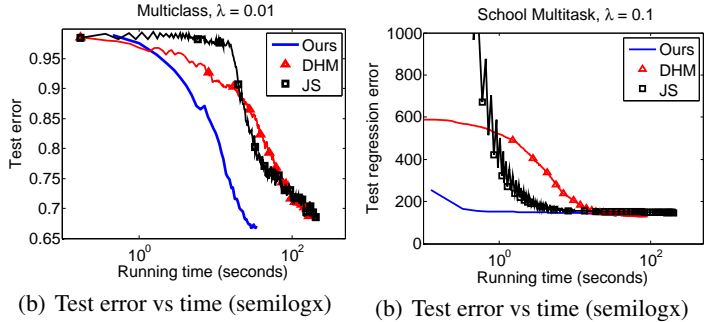 Multiclass, λ = 0.01
Ours
DHM
JS
Test error
0.95
0.9
0.85
0.8
0.75
0.7
0.65
10^0
10^2
Running time (seconds)
(b) Test error vs time (semilogx)
School Multitask, λ = 0.1
Ours
DHM
JS
Test regression error
1000
800
600
400
200
0
10^0
10^2
Running time (seconds)
(b) Test error vs time (semilogx)